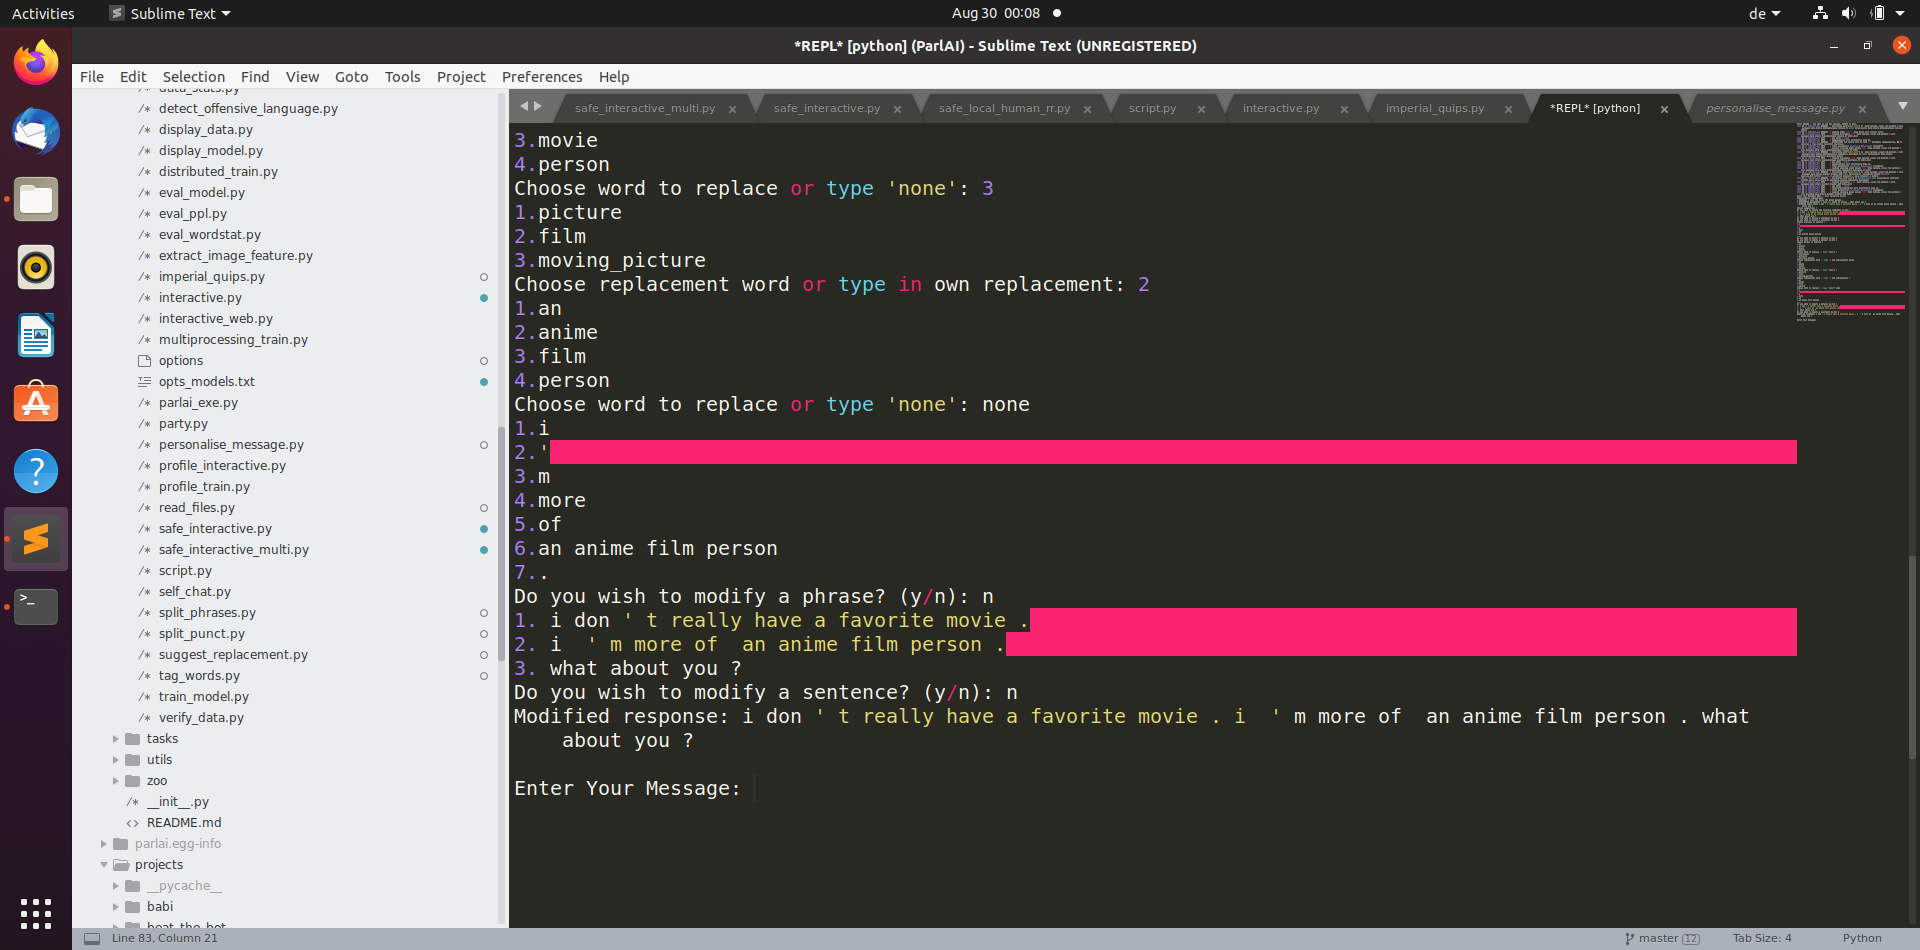 Activities
Sublime Text
Aug 30 00:08
de
*REPL* [python] (ParlAI) - Sublime Text (UNREGISTERED)
File Edit Selection Find View Goto Tools Project Preferences Help
data_stats.py
detect_offensive_language.py
display_data.py
display_model.py
distributed_train.py
eval_model.py
eval_ppl.py
eval_wordstat.py
extract_image_feature.py
imperial_quips.py
interactive.py
interactive_web.py
multiprocessing_train.py
options
opts_models.txt
parlai_exe.py
party.py
personalise_message.py
profile_interactive.py
profile_train.py
read_files.py
safe_interactive.py
safe_interactive_multi.py
script.py
self_chat.py
split_phrases.py
split_punct.py
suggest_replacement.py
tag_words.py
train_model.py
verify_data.py
tasks
utils
zoo
__init__.py
README.md
parlai.egg-info
projects
__pycache__
babi
beat-the-bot
safe_interactive_multi.py
safe_interactive.py
safe_local_human_rr.py
script.py
interactive.py
imperial_quips.py
*REPL* [python]
personalise_message.py
3.movie
4.person
Choose word to replace or type 'none': 3
1.picture
2.film
3.moving_picture
Choose replacement word or type in own replacement: 2
1.an
2.anime
3.film
4.person
Choose word to replace or type 'none': none
1.i
2.'
3.m
4.more
5.of
6.an anime film person
7..
Do you wish to modify a phrase? (y/n): n
1. i don ' t really have a favorite movie .
2. i  ' m more of  an anime film person .
3. what about you ?
Do you wish to modify a sentence? (y/n): n
Modified response: i don ' t really have a favorite movie . i  ' m more of  an anime film person . what
about you ?
Enter Your Message:
Line 83, Column 21
master 12
Tab Size: 4
Python